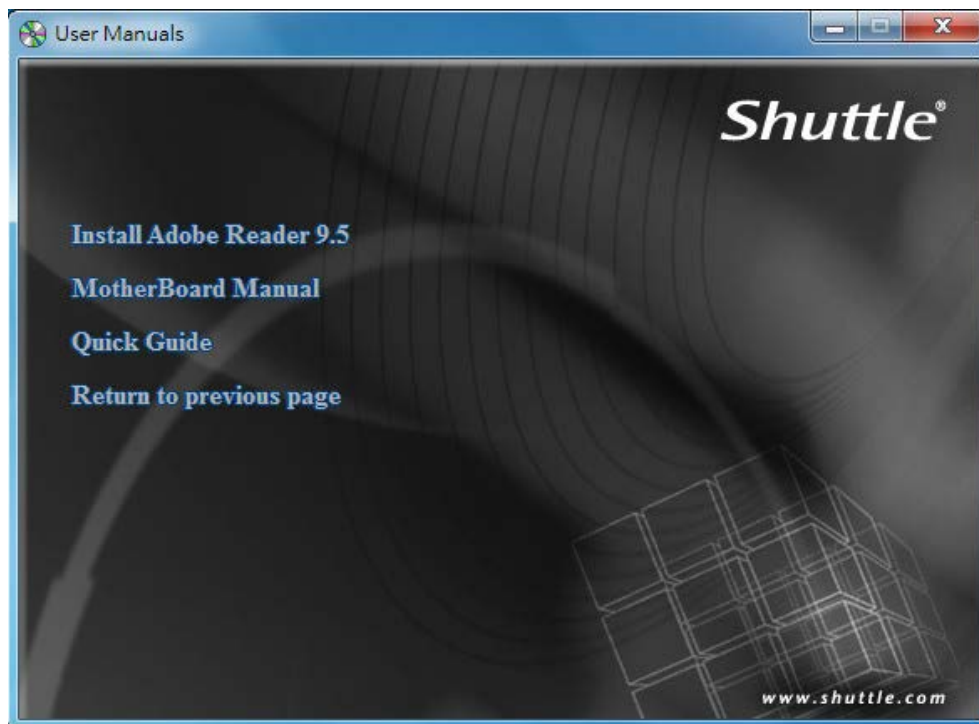 User Manuals
Shuttle®
Install Adobe Reader 9.5
MotherBoard Manual
Quick Guide
Return to previous page
www.shuttle.com